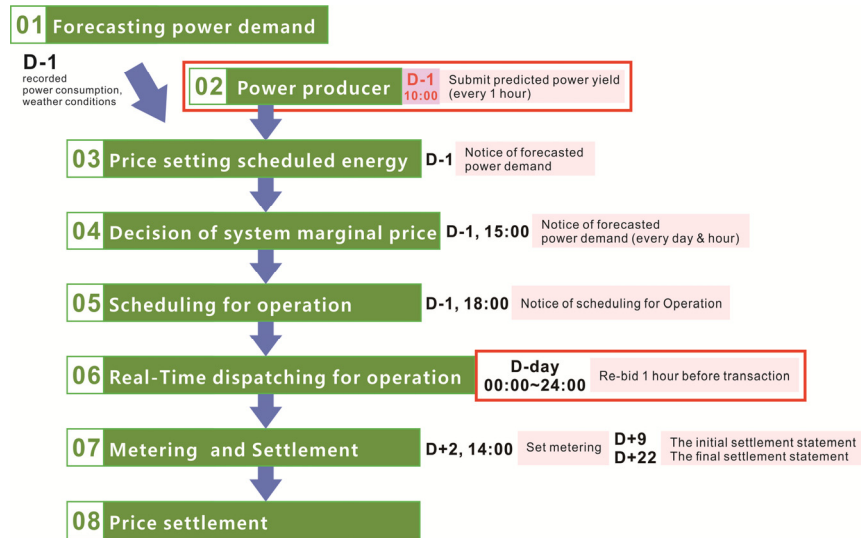 01 Forecasting power demand
D-1
recorded
power consumption,
weather conditions
02 Power producer
D-1
10:00
Submit predicted power yield
(every 1 hour)
03 Price setting scheduled energy
D-1
Notice of forecasted
power demand
04 Decision of system marginal price
D-1, 15:00
Notice of forecasted
power demand (every day & hour)
05 Scheduling for operation
D-1, 18:00
Notice of scheduling for Operation
06 Real-Time dispatching for operation
D-day
00:00~24:00
Re-bid 1 hour before transaction
07 Metering and Settlement
D+2, 14:00
Set metering
D+9 The initial settlement statement
D+22 The final settlement statement
08 Price settlement